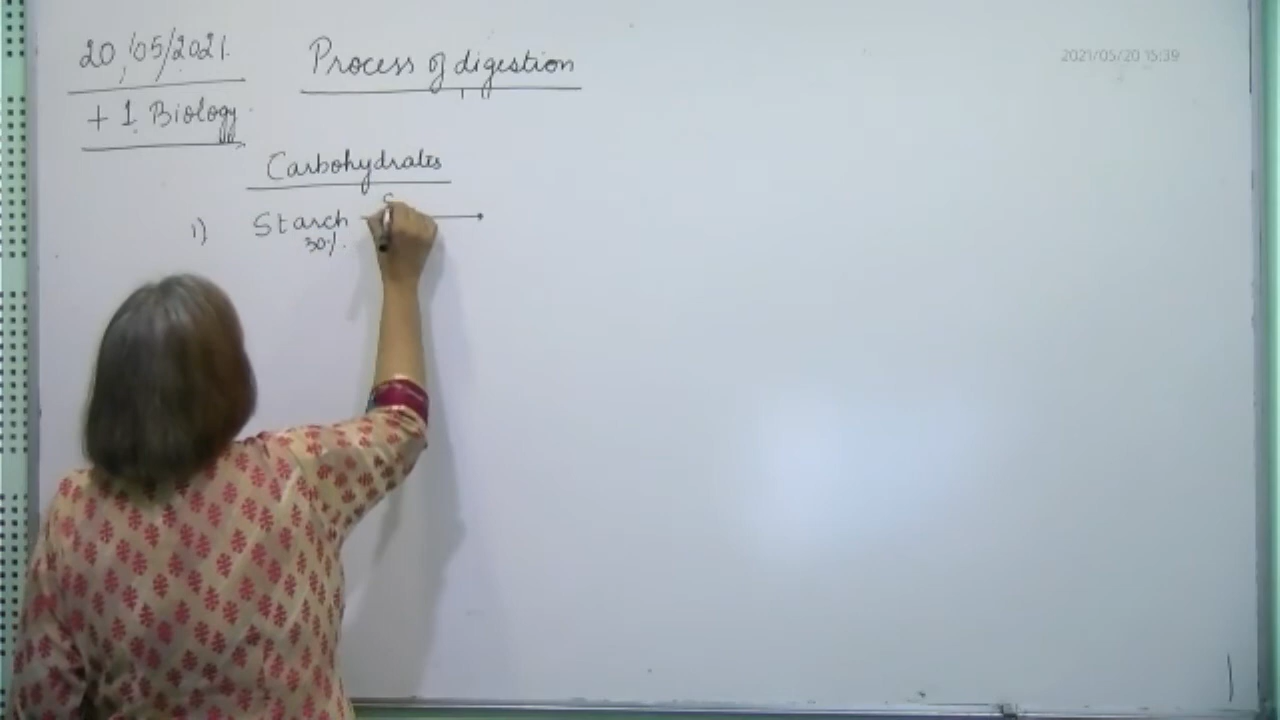 20/05/2021.
Process of digestion
2021/05/20 15:39
+ 1 Biology
Carbohydrates
1) Starch
30%.